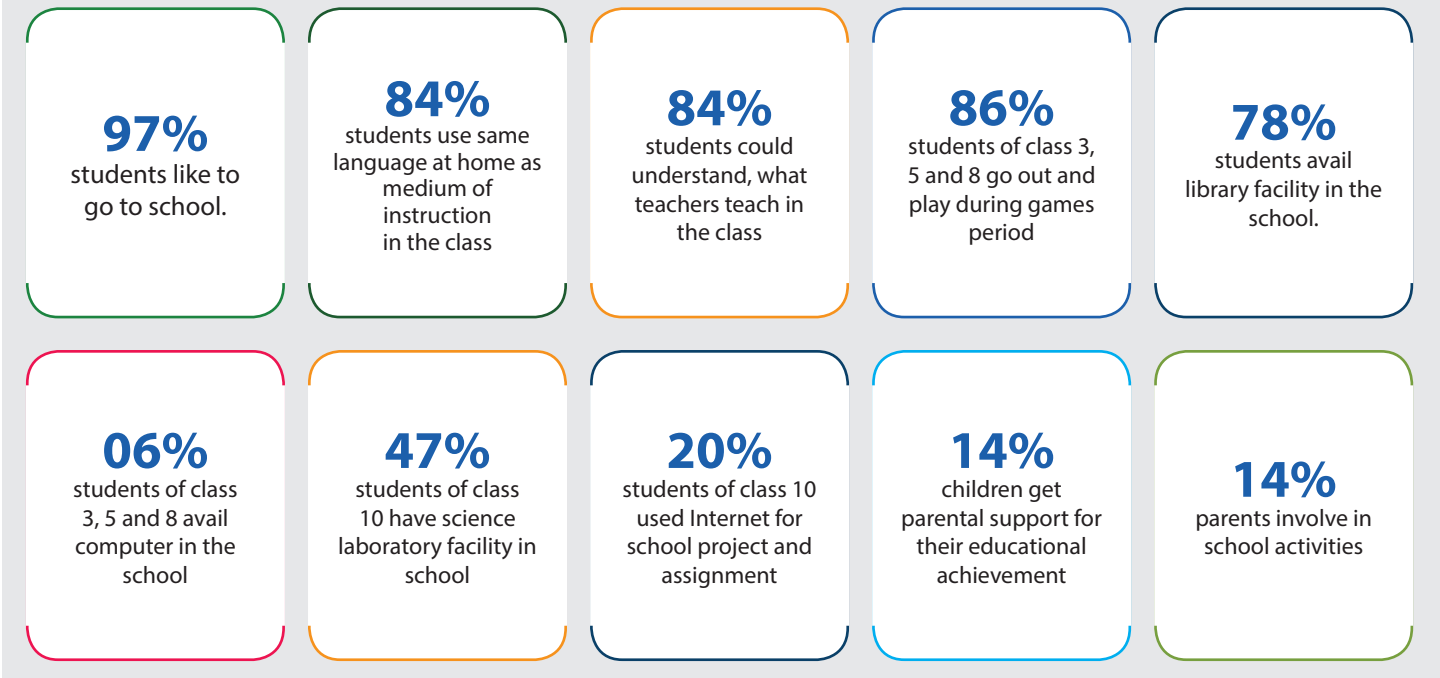 97%
students like to
go to school.
84%
students use same
language at home as
medium of
instruction
in the class
84%
students could
understand, what
teachers teach in
the class
86%
students of class 3,
5 and 8 go out and
play during games
period
78%
students avail
library facility in the
school.
06%
students of class
3, 5 and 8 avail
computer in the
school
47%
students of class
10 have science
laboratory facility in
school
20%
students of class 10
used Internet for
school project and
assignment
14%
children get
parental support for
their educational
achievement
14%
parents involve in
school activities